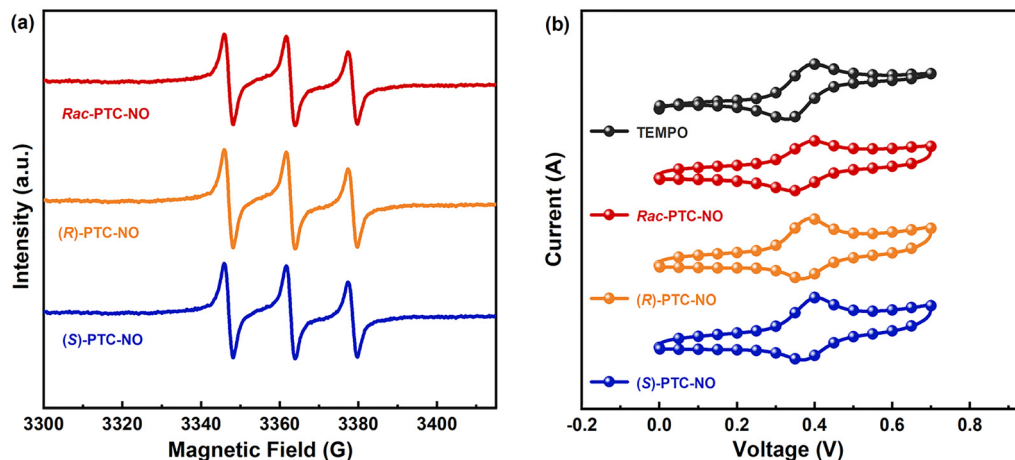 (a)
Rac-PTC-NO
(R)-PTC-NO
(S)-PTC-NO
Intensity (a.u.)
3300 3320 3340 3360 3380 3400
Magnetic Field (G)
(b)
TEMPO
Rac-PTC-NO
(R)-PTC-NO
(S)-PTC-NO
Current (A)
-0.2 0.0 0.2 0.4 0.6 0.8
Voltage (V)